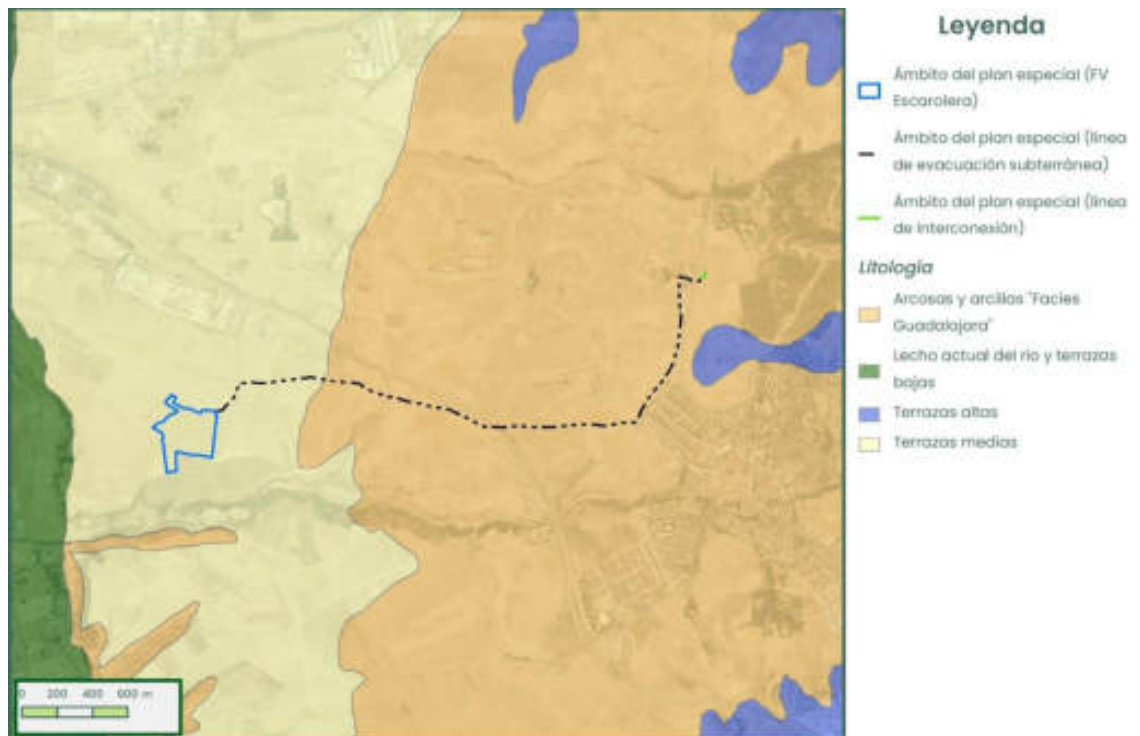 Leyenda
Ámbito del plan especial (FV
Escarolera)
Ámbito del plan especial (línea
de evacuación subterránea)
Ámbito del plan especial (línea
de interconexión)
Litología
Arcosas y arcillas "Facies
Guadalajara"
Lecho actual del río y terrazas
bajas
Terrazas altas
Terrazas medias
0 200 400 600 m